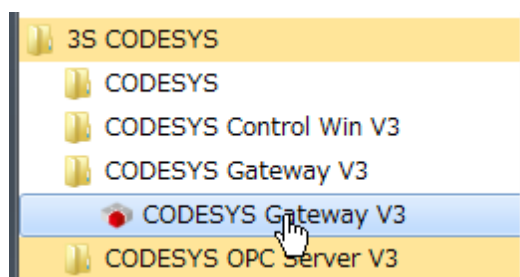 3S CODESYS
CODESYS
CODESYS Control Win V3
CODESYS Gateway V3
CODESYS Gateway V3
CODESYS OPC Server V3